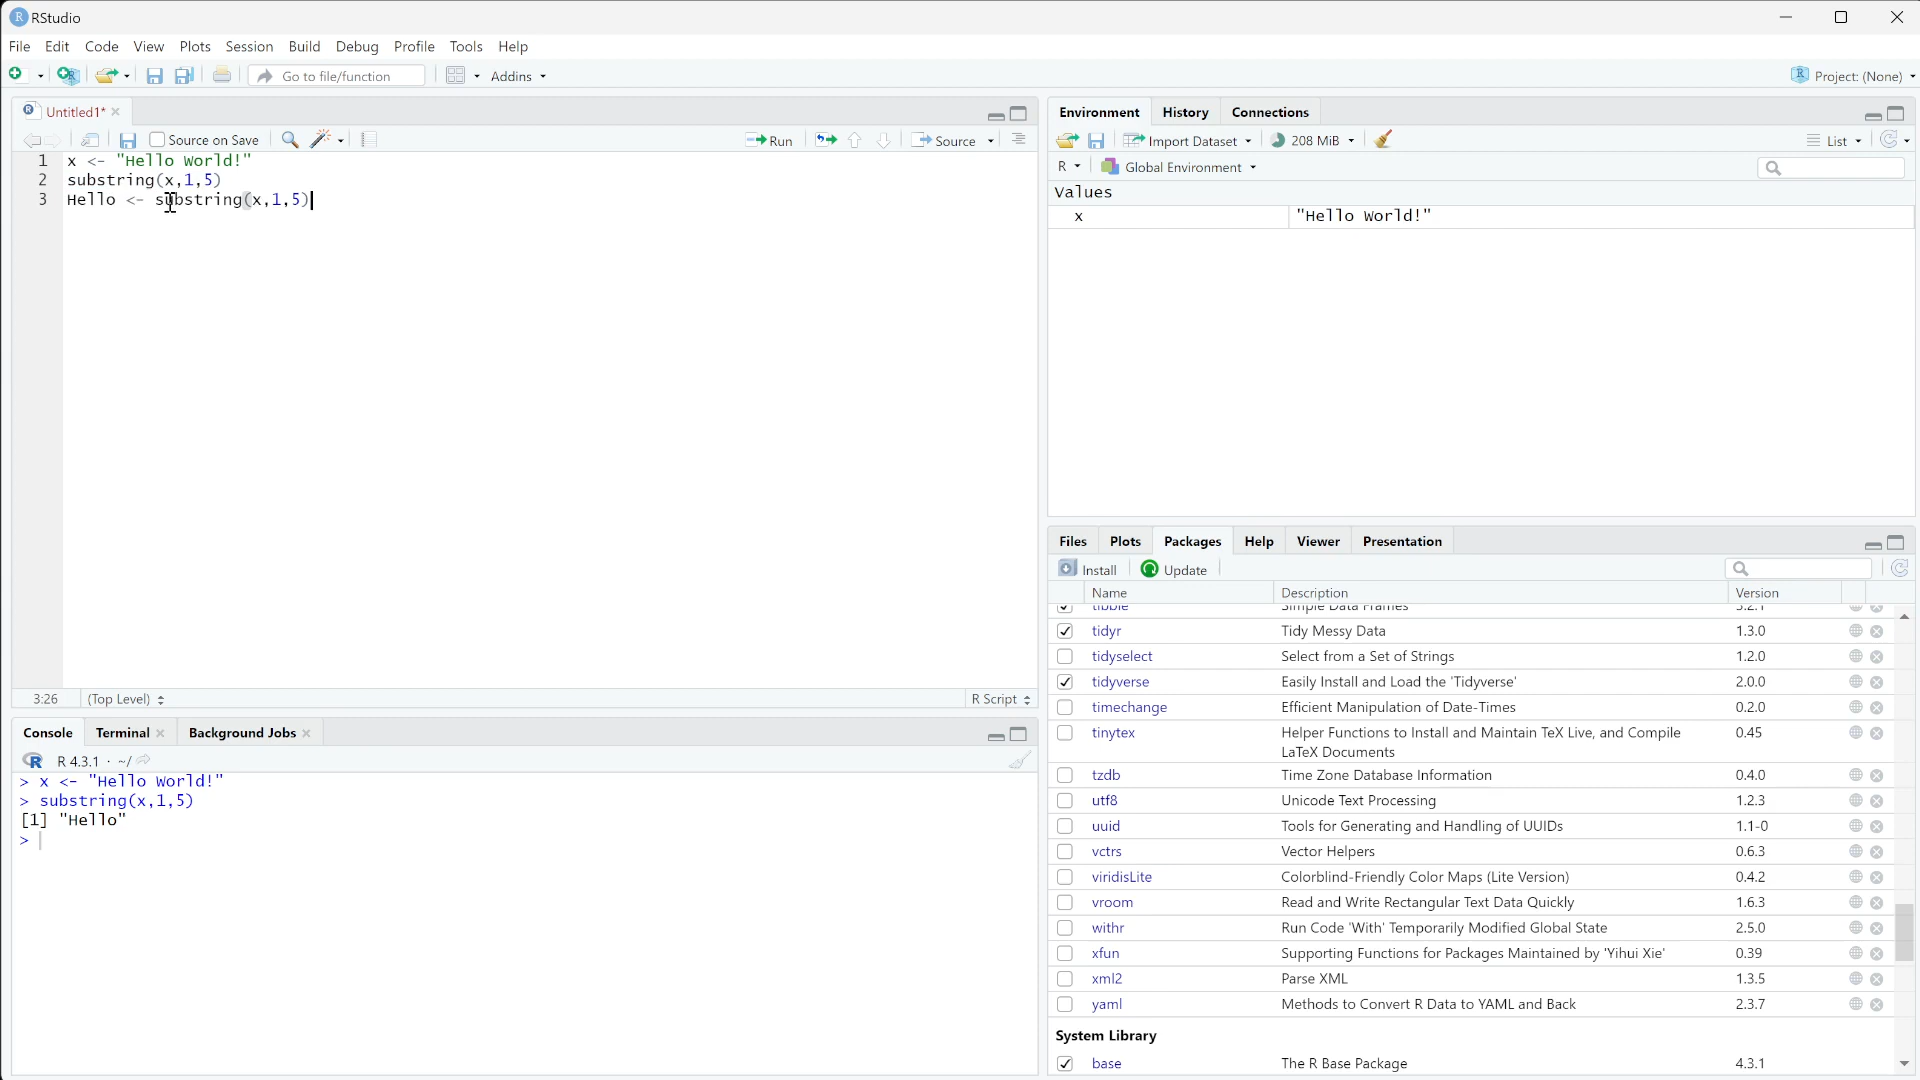 RStudio
File Edit Code View Plots Session Build Debug Profile Tools Help
Go to file/function Addins Project: (None)
Untitled1*
Source on Save Run Source
1 x <- "Hello World!"
2 substring(x,1,5)
3 Hello <- substring(x,1,5)
3:26 (Top Level) R Script
Console Terminal Background Jobs
R 4.3.1 · ~/
> x <- "Hello World!"
> substring(x,1,5)
[1] "Hello"
>
Environment History Connections
Import Dataset 208 MiB List
R Global Environment
Values
x "Hello World!"
Files Plots Packages Help Viewer Presentation
Install Update
Name Description Version
tibble Simple Data Frames 3.2.1
tidyr Tidy Messy Data 1.3.0
tidyselect Select from a Set of Strings 1.2.0
tidyverse Easily Install and Load the 'Tidyverse' 2.0.0
timechange Efficient Manipulation of Date-Times 0.2.0
tinytex Helper Functions to Install and Maintain TeX Live, and Compile 0.45
LaTeX Documents
tzdb Time Zone Database Information 0.4.0
utf8 Unicode Text Processing 1.2.3
uuid Tools for Generating and Handling of UUIDs 1.1-0
vctrs Vector Helpers 0.6.3
viridisLite Colorblind-Friendly Color Maps (Lite Version) 0.4.2
vroom Read and Write Rectangular Text Data Quickly 1.6.3
withr Run Code 'With' Temporarily Modified Global State 2.5.0
xfun Supporting Functions for Packages Maintained by 'Yihui Xie' 0.39
xml2 Parse XML 1.3.5
yaml Methods to Convert R Data to YAML and Back 2.3.7
System Library
base The R Base Package 4.3.1